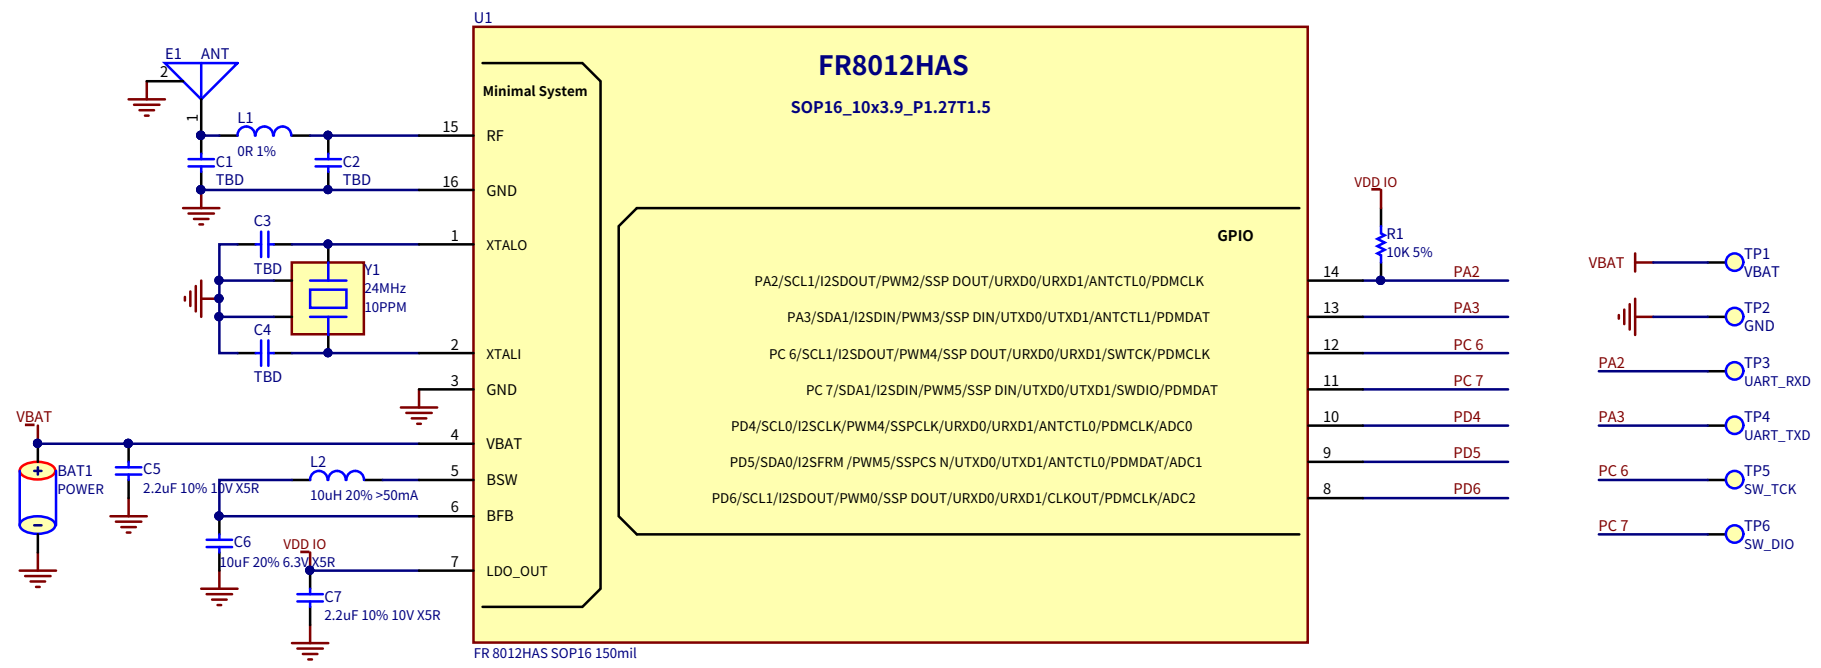 U1
FR8012HAS
SOP16_10x3.9_P1.27T1.5
Minimal System
E1 ANT
2
1
L1
0R 1%
C1
TBD
C2
TBD
15 RF
16 GND
C3
TBD
1 XTALO
Y1
24MHz
10PPM
C4
TBD
2 XTALI
3 GND
VBAT
4 VBAT
BAT1
POWER
C5
2.2uF 10% 10V X5R
L2
10uH 20% >50mA
5 BSW
6 BFB
C6
10uF 20% 6.3V X5R
VDD IO
7 LDO_OUT
C7
2.2uF 10% 10V X5R
FR 8012HAS SOP16 150mil
GPIO
VDD IO
R1
10K 5%
PA2/SCL1/I2SDOUT/PWM2/SSP DOUT/URXD0/URXD1/ANTCTL0/PDMCLK 14 PA2
PA3/SDA1/I2SDIN/PWM3/SSP DIN/UTXD0/UTXD1/ANTCTL1/PDMDAT 13 PA3
PC 6/SCL1/I2SDOUT/PWM4/SSP DOUT/URXD0/URXD1/SWTCK/PDMCLK 12 PC 6
PC 7/SDA1/I2SDIN/PWM5/SSP DIN/UTXD0/UTXD1/SWDIO/PDMDAT 11 PC 7
PD4/SCL0/I2SCLK/PWM4/SSPCLK/URXD0/URXD1/ANTCTL0/PDMCLK/ADC0 10 PD4
PD5/SDA0/I2SFRM /PWM5/SSPCS N/UTXD0/UTXD1/ANTCTL0/PDMDAT/ADC1 9 PD5
PD6/SCL1/I2SDOUT/PWM0/SSP DOUT/URXD0/URXD1/CLKOUT/PDMCLK/ADC2 8 PD6
VBAT TP1
VBAT
TP2
GND
PA2 TP3
UART_RXD
PA3 TP4
UART_TXD
PC 6 TP5
SW_TCK
PC 7 TP6
SW_DIO